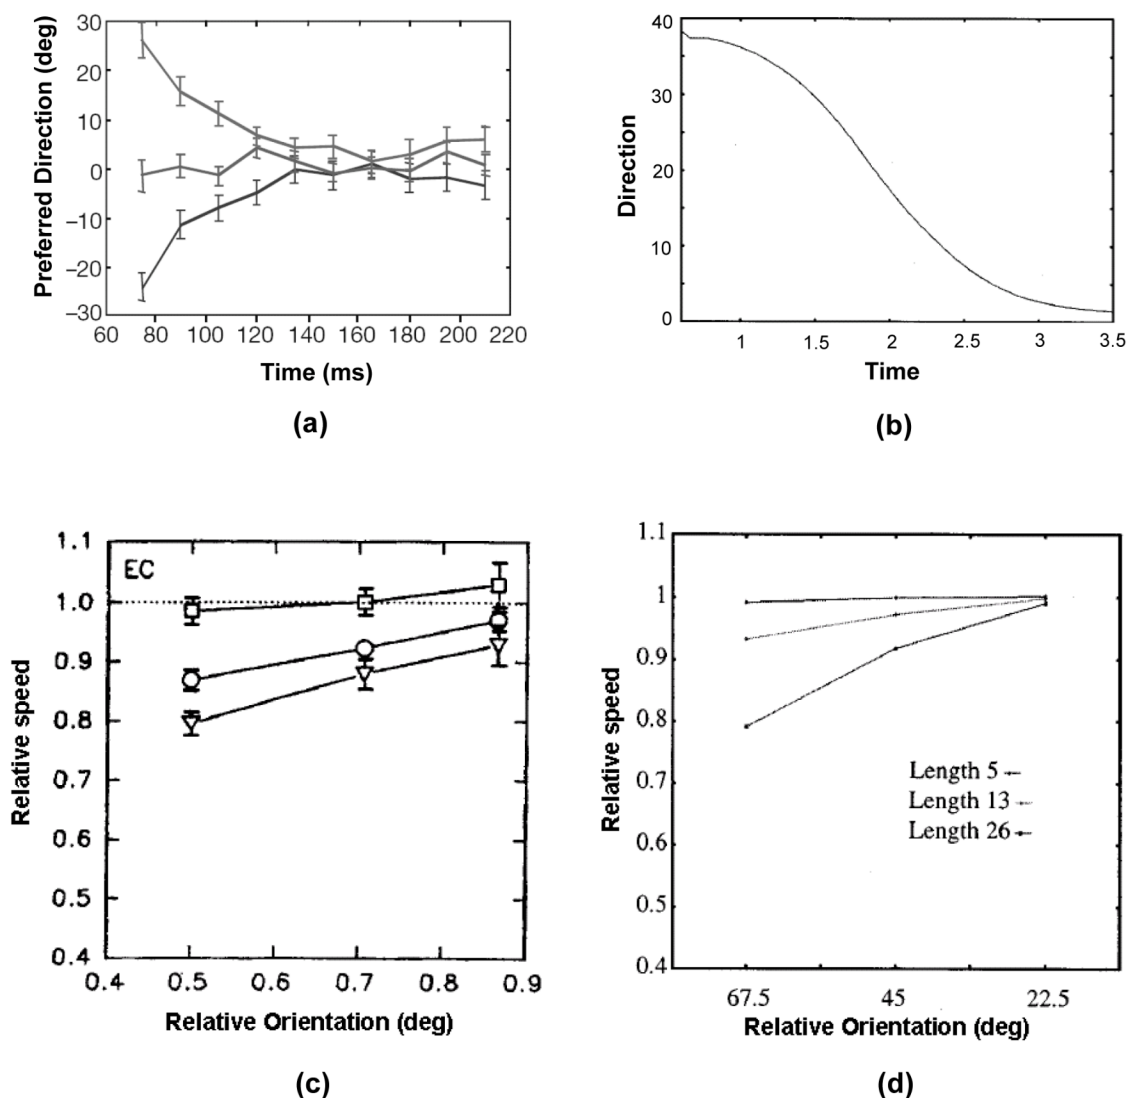 30
20
10
0
−10
−20
−30
Preferred Direction (deg)
60 80 100 120 140 160 180 200 220
Time (ms)
(a)
40
30
20
10
0
Direction
1 1.5 2 2.5 3 3.5
Time
(b)
EC
1.1
1.0
0.9
0.8
0.7
0.6
0.5
0.4
Relative speed
0.4 0.5 0.6 0.7 0.8 0.9
Relative Orientation (deg)
(c)
1.1
1
0.9
0.8
0.7
0.6
0.5
0.4
Relative speed
Length 5
Length 13
Length 26
67.5 45 22.5
Relative Orientation (deg)
(d)